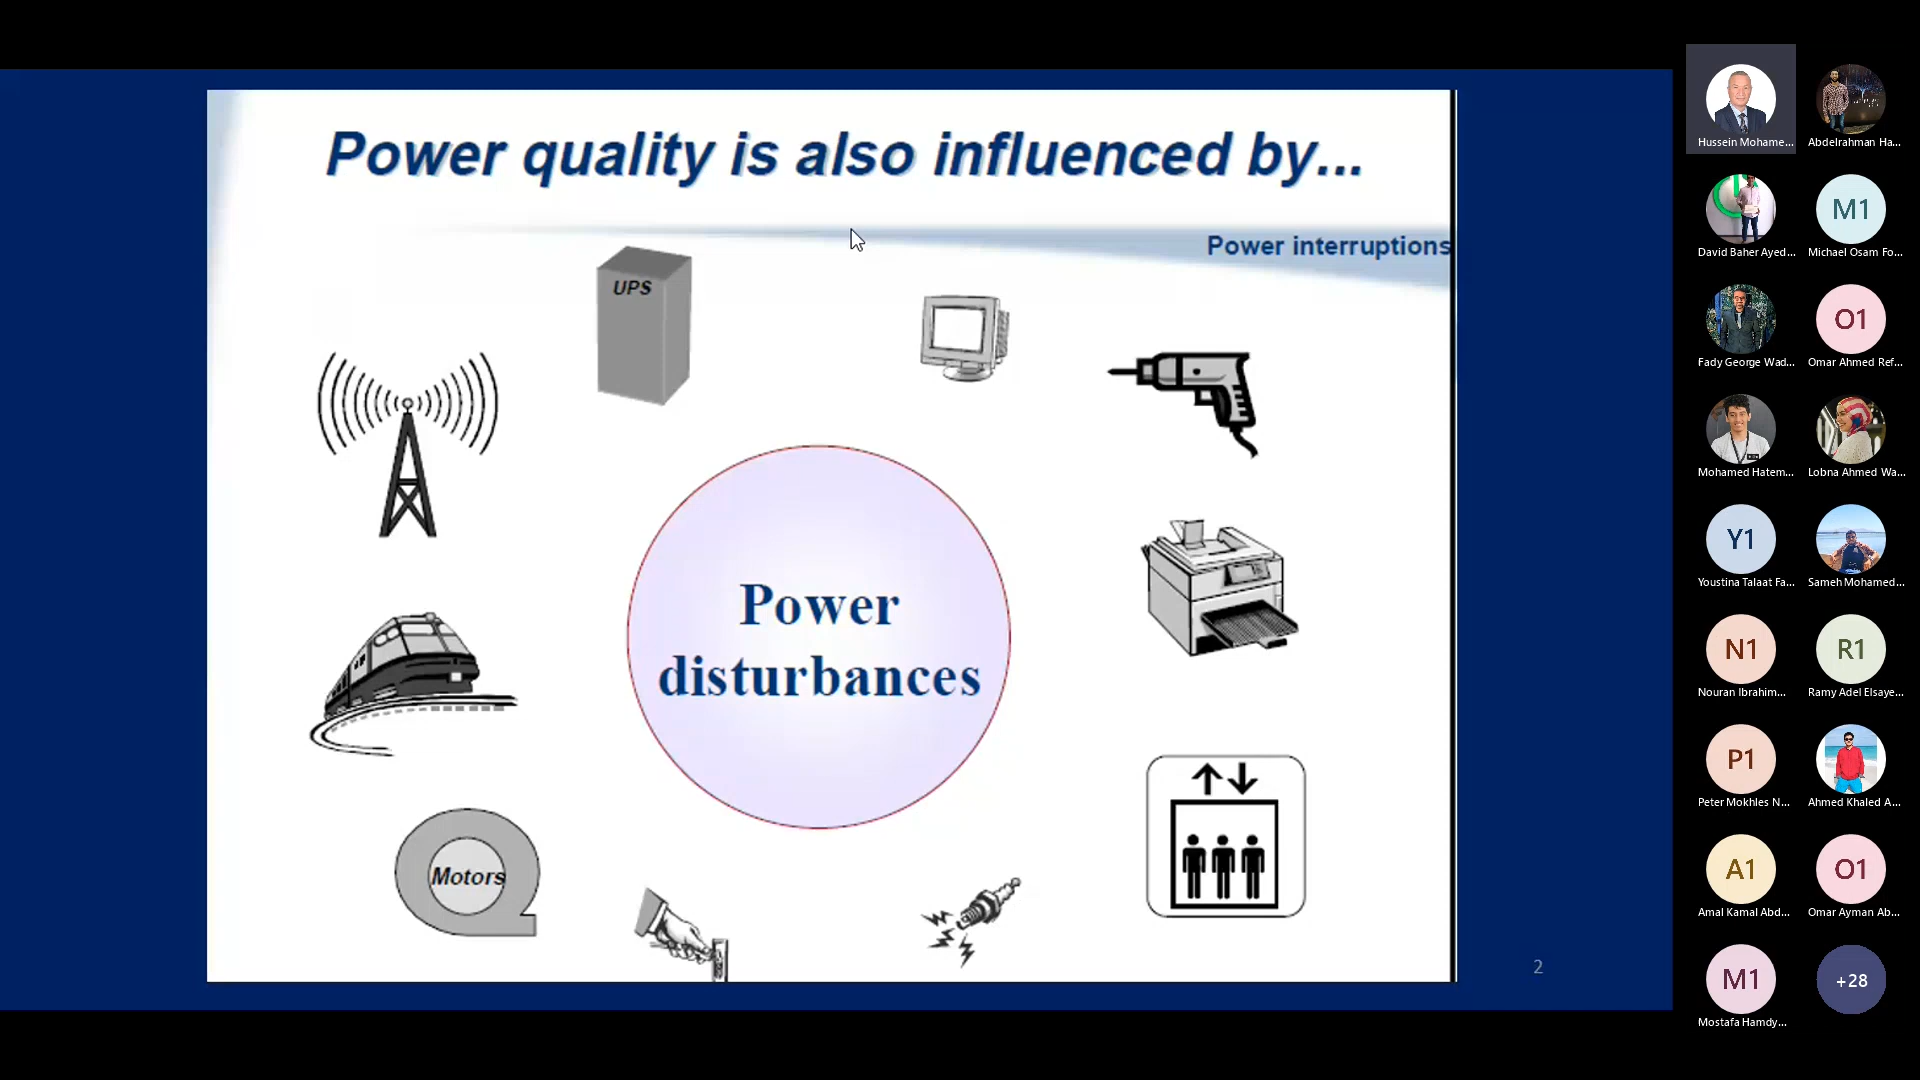 Power quality is also influenced by...
Power interruptions
UPS
Power
disturbances
Motors
2
Hussein Mohame...
Abdelrahman Ha...
David Baher Ayed...
M1
Michael Osam Fo...
Fady George Wad...
O1
Omar Ahmed Ref...
Mohamed Hatem...
Lobna Ahmed Wa...
Y1
Youstina Talaat Fa...
Sameh Mohamed...
N1
Nouran Ibrahim...
R1
Ramy Adel Elsaye...
P1
Peter Mokhles N...
Ahmed Khaled A...
A1
Amal Kamal Abd...
O1
Omar Ayman Ab...
M1
Mostafa Hamdy...
+28